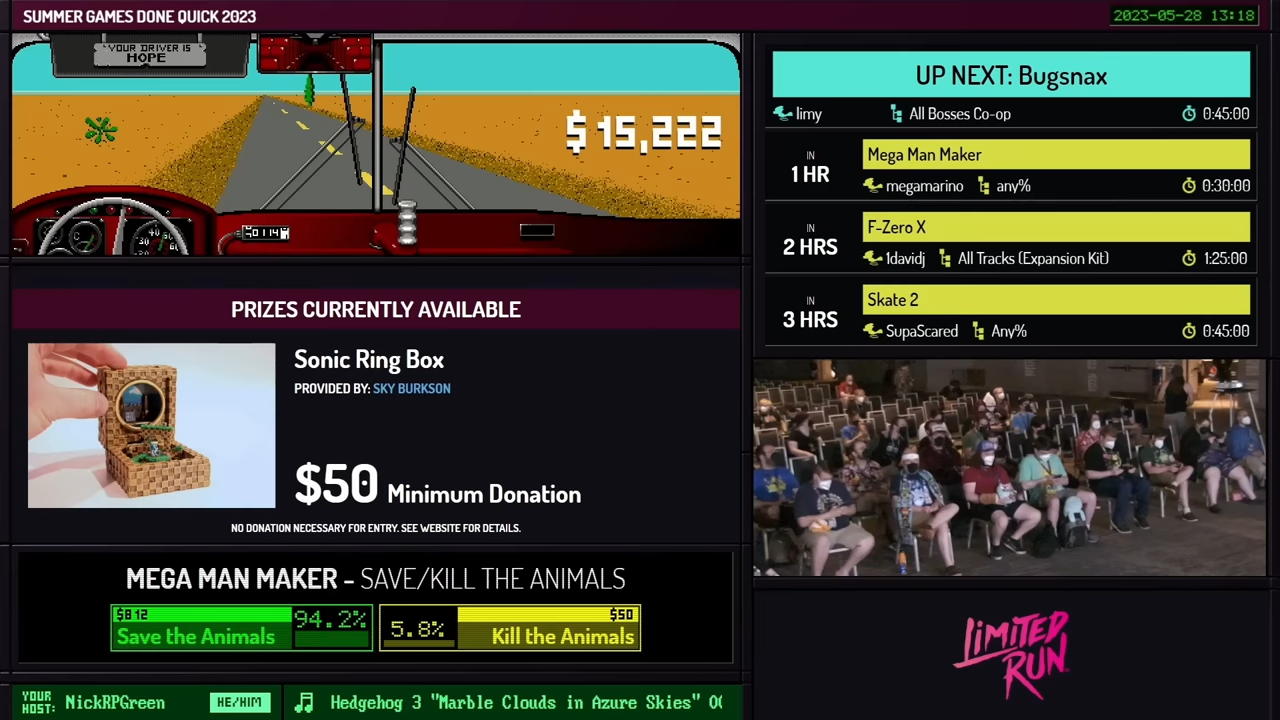 SUMMER GAMES DONE QUICK 2023
2023-05-28 13:18
YOUR DRIVER IS
HOPE
$15,222
UP NEXT: Bugsnax
limy All Bosses Co-op 0:45:00
IN 1 HR
Mega Man Maker
megamarino any% 0:30:00
IN 2 HRS
F-Zero X
1davidj All Tracks (Expansion Kit) 1:25:00
IN 3 HRS
Skate 2
SupaScared Any% 0:45:00
PRIZES CURRENTLY AVAILABLE
Sonic Ring Box
PROVIDED BY: SKY BURKSON
$50 Minimum Donation
NO DONATION NECESSARY FOR ENTRY. SEE WEBSITE FOR DETAILS.
MEGA MAN MAKER – SAVE/KILL THE ANIMALS
$812
Save the Animals
94.2%
5.8%
$50
Kill the Animals
LIMITED
RUN
YOUR HOST: NickRPGreen HE/HIM
Hedgehog 3 "Marble Clouds in Azure Skies"